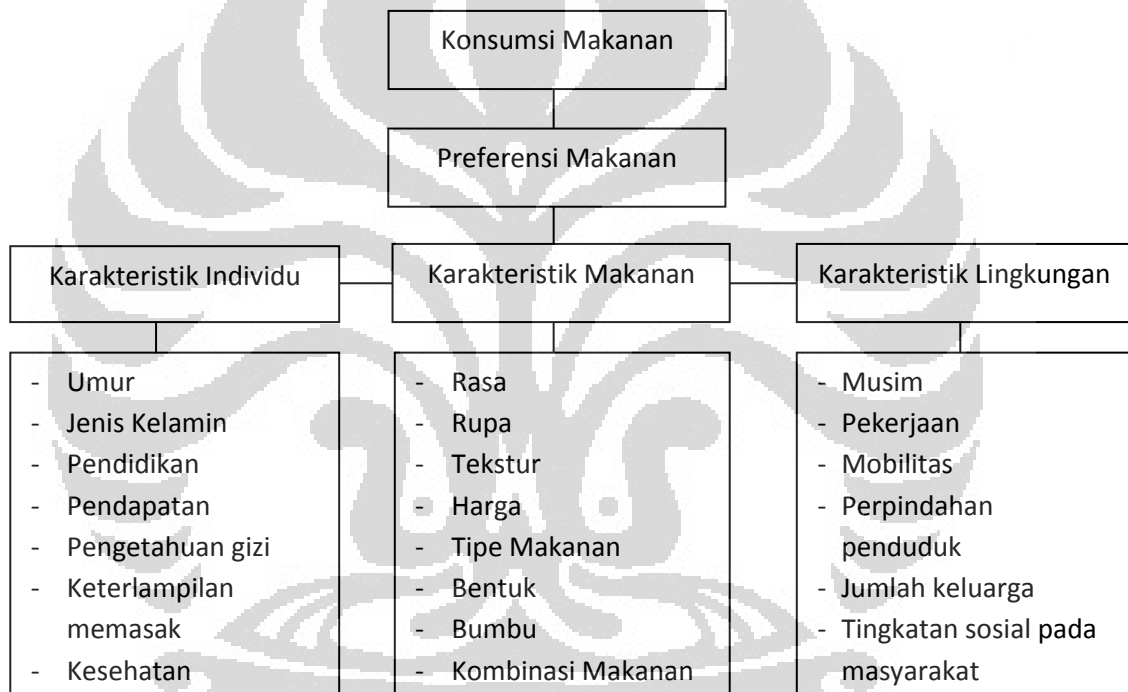 Konsumsi Makanan
Preferensi Makanan
Karakteristik Individu
Karakteristik Makanan
Karakteristik Lingkungan
- Umur
- Jenis Kelamin
- Pendidikan
- Pendapatan
- Pengetahuan gizi
- Keterlampilan
memasak
- Kesehatan
- Rasa
- Rupa
- Tekstur
- Harga
- Tipe Makanan
- Bentuk
- Bumbu
- Kombinasi Makanan
- Musim
- Pekerjaan
- Mobilitas
- Perpindahan
penduduk
- Jumlah keluarga
- Tingkatan sosial pada
masyarakat